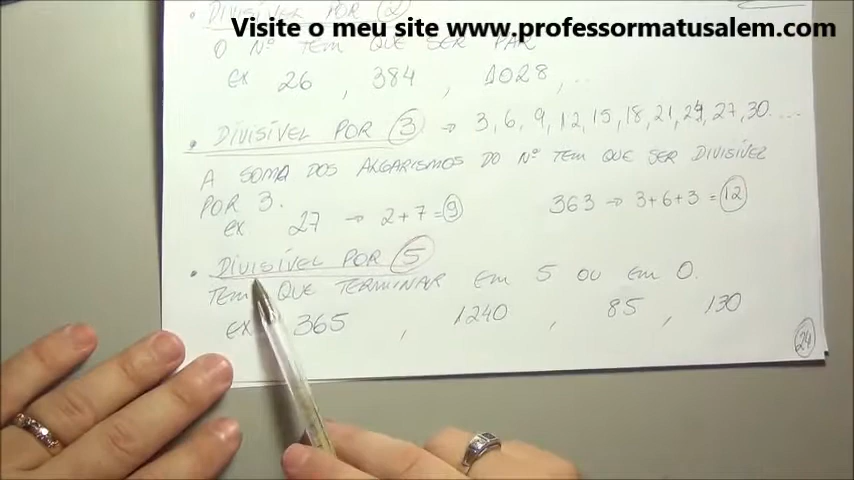 • DIVISÍVEL POR 2
Visite o meu site www.professormatusalem.com
O Nº TEM QUE SER PAR
EX 26 , 384 , 1028 , ...
• DIVISÍVEL POR 3 → 3, 6, 9, 12, 15, 18, 21, 24, 27, 30....
A SOMA DOS ALGARISMOS DO Nº TEM QUE SER DIVISÍVEL
POR 3.
EX 27 → 2+7 = 9 363 → 3+6+3 = 12
• DIVISÍVEL POR 5
TEM QUE TERMINAR EM 5 OU EM 0.
EX 365 , 1240 , 85 , 130
24